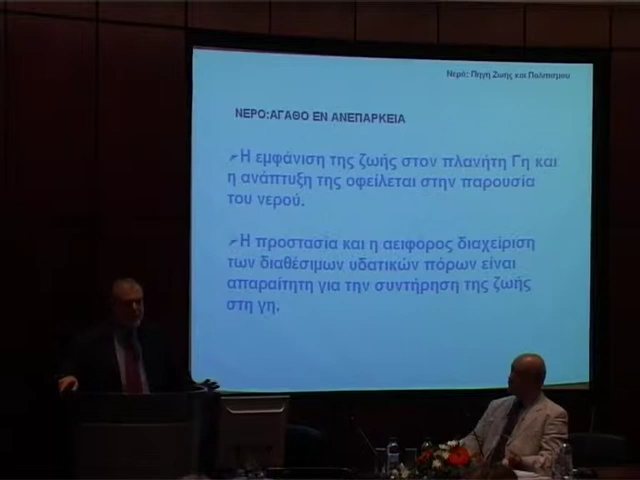 Νερό: Πηγή Ζωής και Πολιτισμού
ΝΕΡΟ:ΑΓΑΘΟ ΕΝ ΑΝΕΠΑΡΚΕΙΑ
➢Η εμφάνιση της ζωής στον πλανήτη Γη και
η ανάπτυξη της οφείλεται στην παρουσία
του νερού.
➢Η προστασία και η αειφόρος διαχείριση
των διαθέσιμων υδατικών πόρων είναι
απαραίτητη για την συντήρηση της ζωής
στη γη.